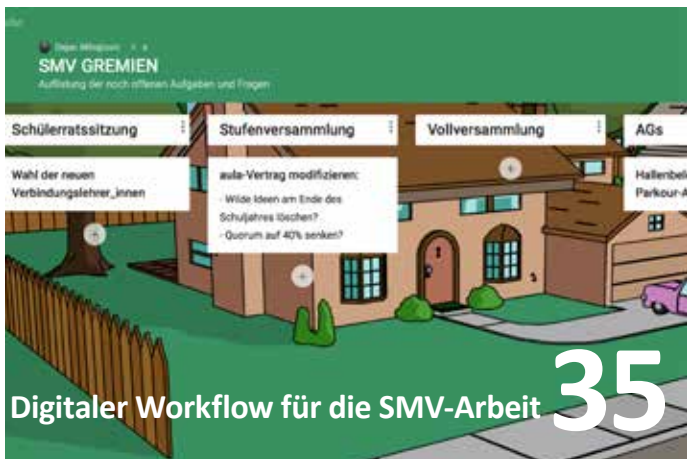 SMV GREMIEN
Auflistung der noch offenen Aufgaben und Fragen
Schülerratssitzung
Stufenversammlung
Vollversammlung
AGs
Wahl der neuen
Verbindungslehrer_innen
aula-Vertrag modifizieren:
- Wilde Ideen am Ende des
Schuljahres löschen?
- Quorum auf 40% senken?
Parkour-A
Digitaler Workflow für die SMV-Arbeit 35